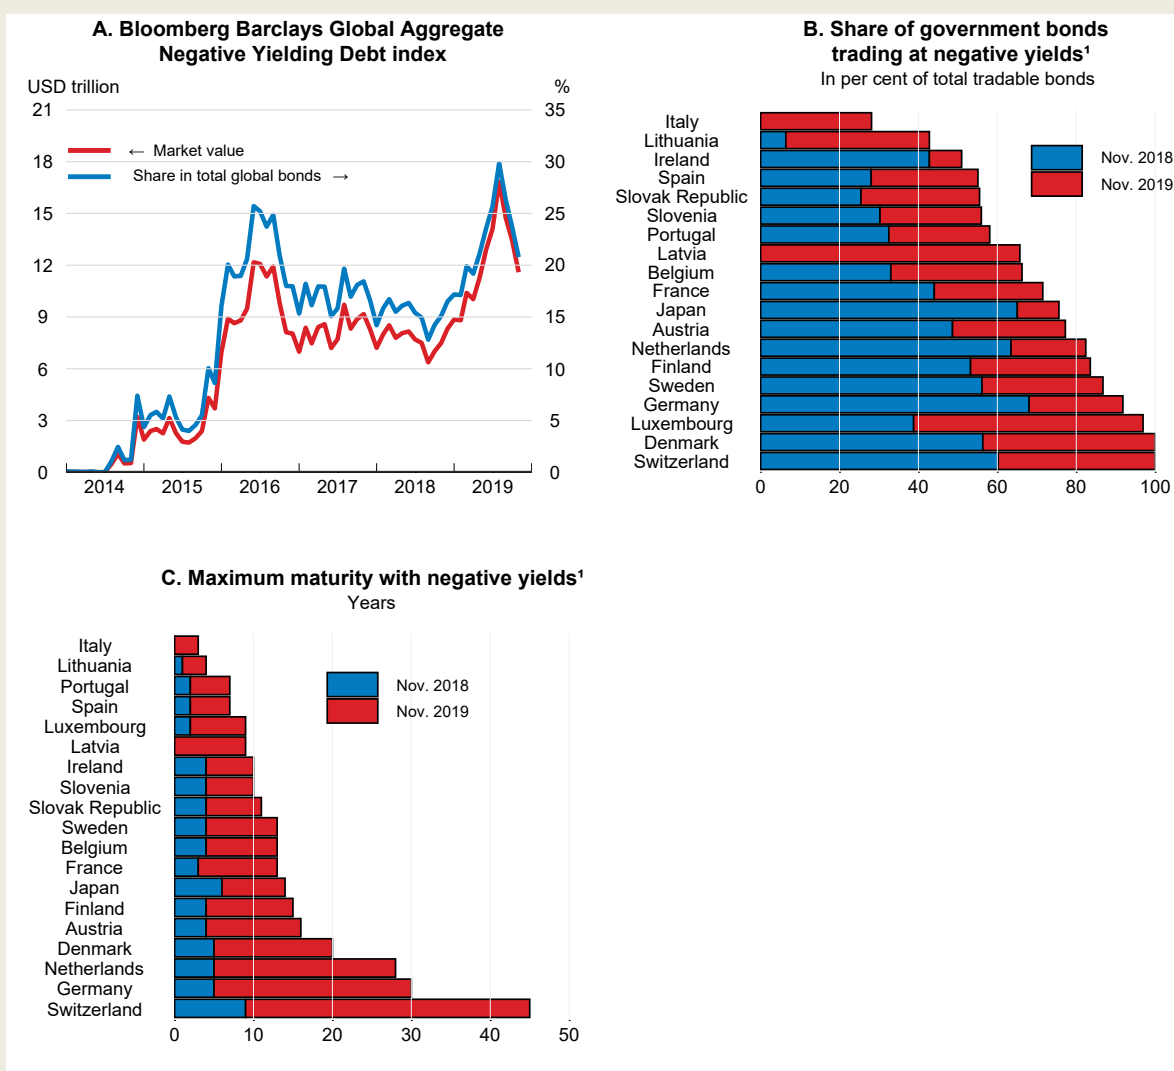 A. Bloomberg Barclays Global Aggregate
Negative Yielding Debt index
USD trillion
%
21
35
18
30
15
25
12
20
9
15
6
10
3
5
0
0
← Market value
Share in total global bonds →
2014
2015
2016
2017
2018
2019
B. Share of government bonds
trading at negative yields¹
In per cent of total tradable bonds
Italy
Lithuania
Ireland
Spain
Slovak Republic
Slovenia
Portugal
Latvia
Belgium
France
Japan
Austria
Netherlands
Finland
Sweden
Germany
Luxembourg
Denmark
Switzerland
Nov. 2018
Nov. 2019
0
20
40
60
80
100
C. Maximum maturity with negative yields¹
Years
Italy
Lithuania
Portugal
Spain
Luxembourg
Latvia
Ireland
Slovenia
Slovak Republic
Sweden
Belgium
France
Japan
Finland
Austria
Denmark
Netherlands
Germany
Switzerland
Nov. 2018
Nov. 2019
0
10
20
30
40
50